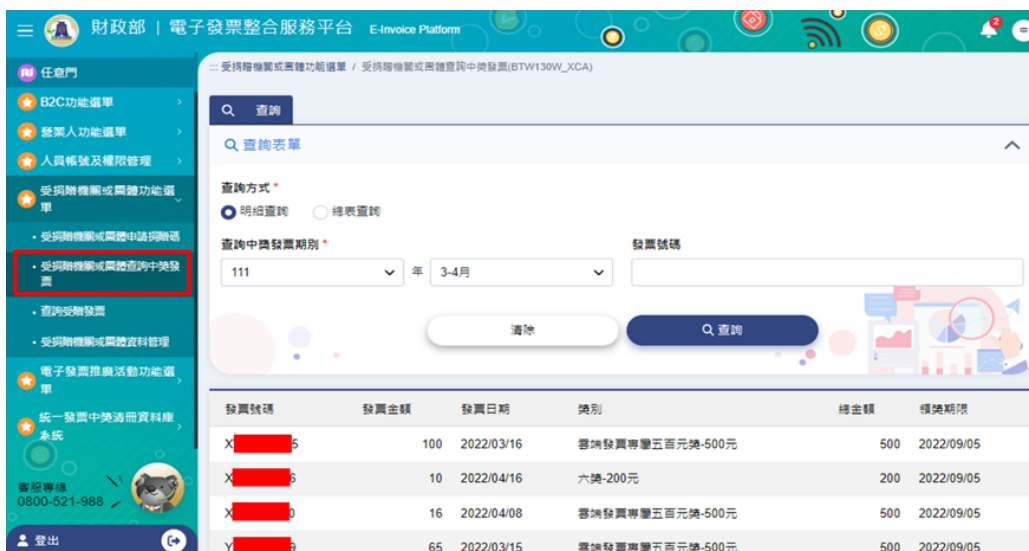 財政部 | 電子發票整合服務平台 E-Invoice Platform
任意門
B2C功能選單
營業人功能選單
人員帳號及權限管理
受捐贈機關或團體功能選單
受捐贈機關或團體申請捐贈碼
受捐贈機關或團體查詢中獎發票
查詢受贈發票
受捐贈機關或團體資料管理
電子發票推廣活動功能選單
統一發票中獎清冊資料庫系統
客服專線
0800-521-988
登出
::: 受捐贈機關或團體功能選單 / 受捐贈機關或團體查詢中獎發票(BTW130W_XCA)
查詢
查詢表單
查詢方式 *
明細查詢 總表查詢
查詢中獎發票期別 * 發票號碼
111 年 3-4月
清除 查詢
發票號碼 發票金額 發票日期 獎別 總金額 領獎期限
X 5 100 2022/03/16 雲端發票專屬五百元獎-500元 500 2022/09/05
X 6 10 2022/04/16 六獎-200元 200 2022/09/05
X 0 16 2022/04/08 雲端發票專屬五百元獎-500元 500 2022/09/05
Y 9 65 2022/03/15 雲端發票專屬五百元獎-500元 500 2022/09/05